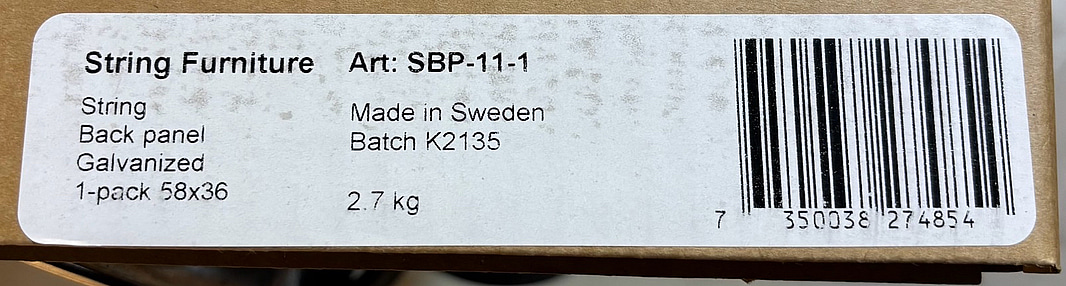 String Furniture Art: SBP-11-1
String
Back panel
Galvanized
1-pack 58x36
Made in Sweden
Batch K2135
2.7 kg
7 350038 274854